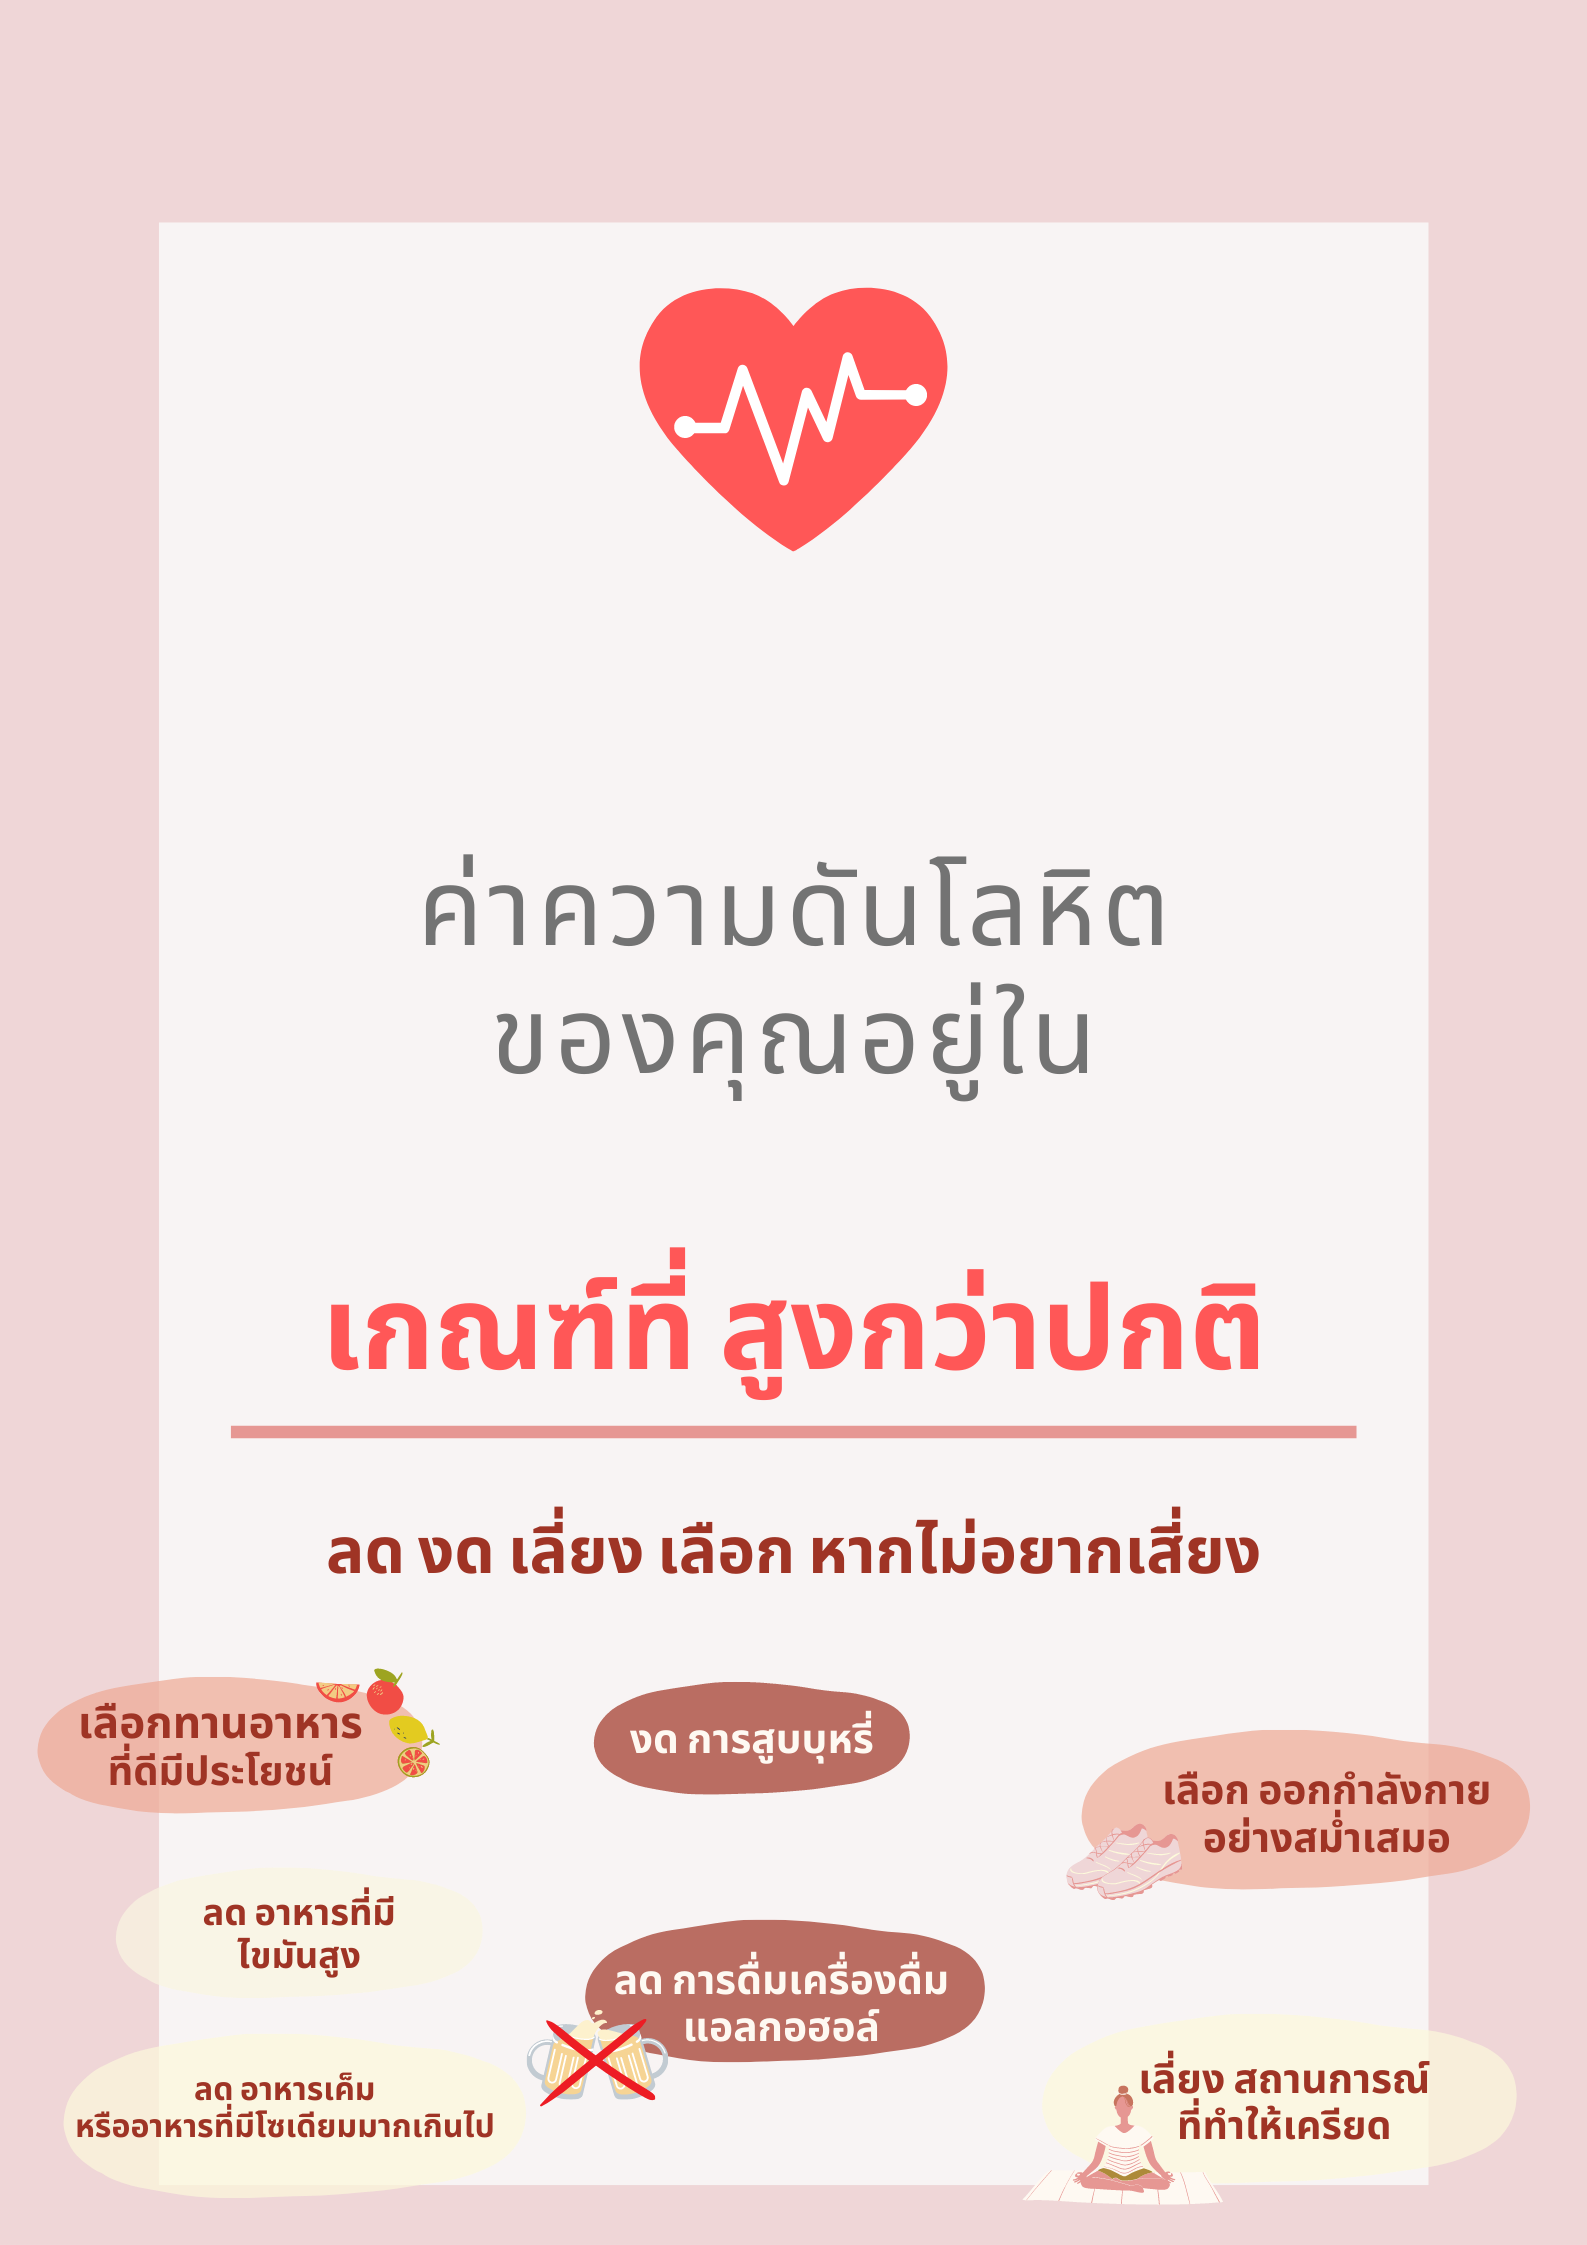 ค่าความดันโลหิต
ของคุณอยู่ใน
เกณฑ์ที่ สูงกว่าปกติ
ลด งด เลี่ยง เลือก หากไม่อยากเสี่ยง
เลือกทานอาหาร
ที่ดีมีประโยชน์
งด การสูบบุหรี่
เลือก ออกกำลังกาย
อย่างสม่ำเสมอ
ลด อาหารที่มี
ไขมันสูง
ลด การดื่มเครื่องดื่ม
แอลกอฮอล์
ลด อาหารเค็ม
หรืออาหารที่มีโซเดียมมากเกินไป
เลี่ยง สถานการณ์
ที่ทำให้เครียด